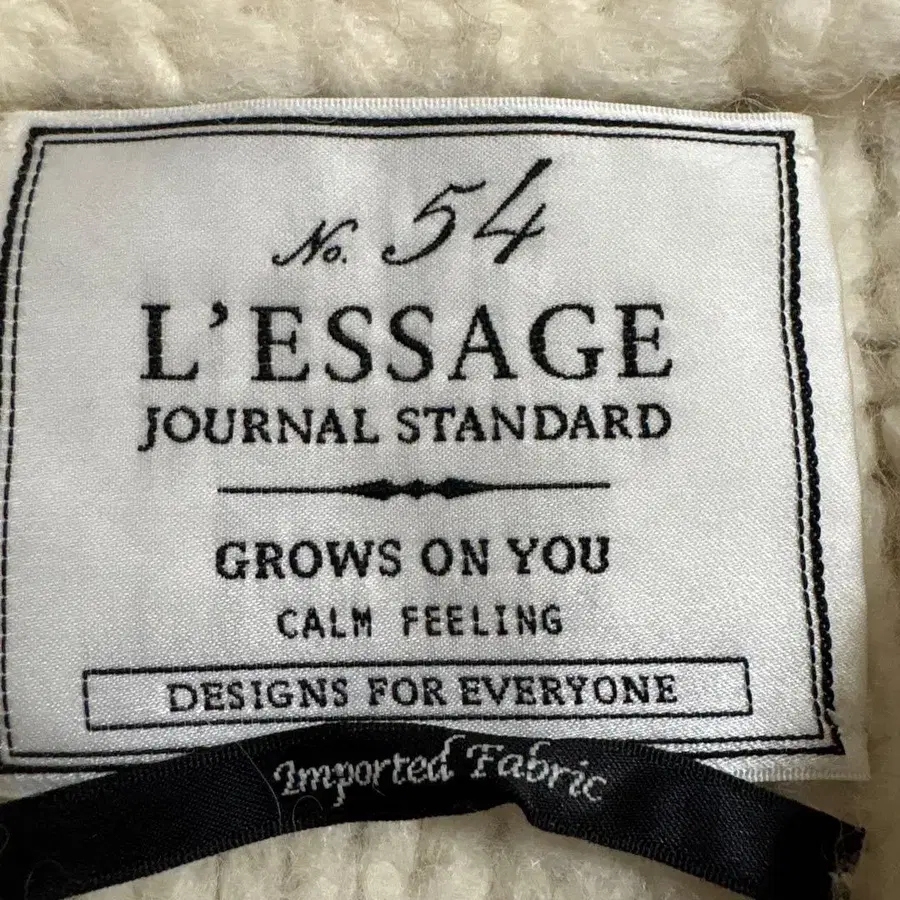 No. 54
L'ESSAGE
JOURNAL STANDARD
GROWS ON YOU
CALM FEELING
DESIGNS FOR EVERYONE
Imported Fabric